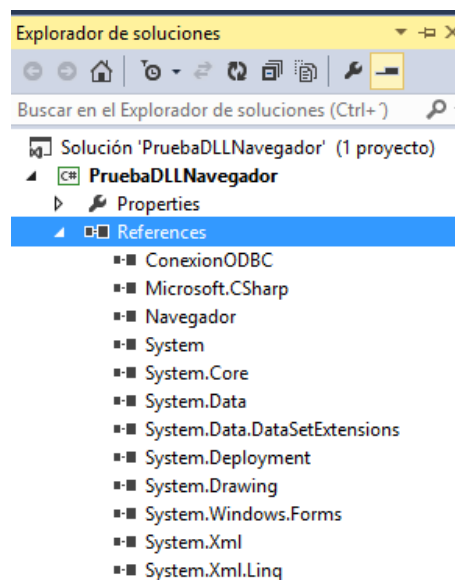 Explorador de soluciones
Buscar en el Explorador de soluciones (Ctrl+´)
Solución 'PruebaDLLNavegador' (1 proyecto)
C# PruebaDLLNavegador
Properties
References
ConexionODBC
Microsoft.CSharp
Navegador
System
System.Core
System.Data
System.Data.DataSetExtensions
System.Deployment
System.Drawing
System.Windows.Forms
System.Xml
System.Xml.Linq